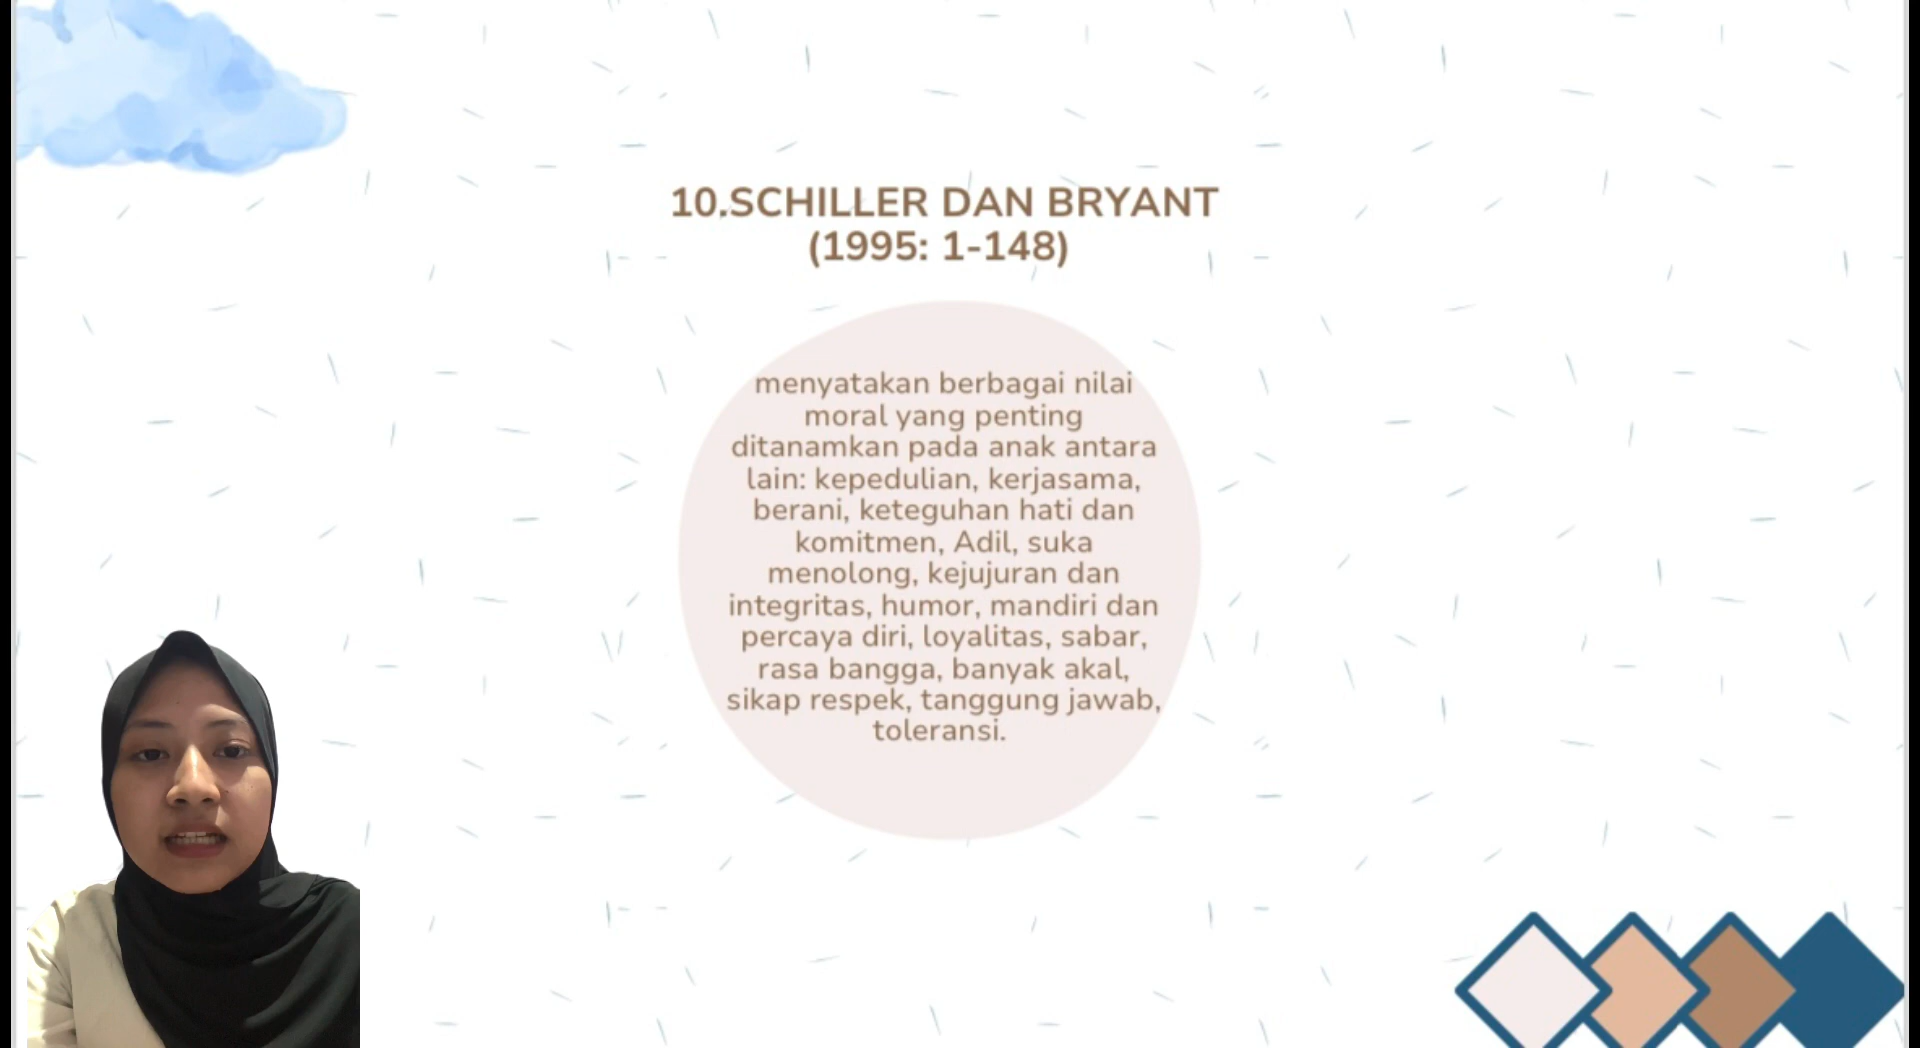 10.SCHILLER DAN BRYANT
(1995: 1-148)
menyatakan berbagai nilai
moral yang penting
ditanamkan pada anak antara
lain: kepedulian, kerjasama,
berani, keteguhan hati dan
komitmen, Adil, suka
menolong, kejujuran dan
integritas, humor, mandiri dan
percaya diri, loyalitas, sabar,
rasa bangga, banyak akal,
sikap respek, tanggung jawab,
toleransi.